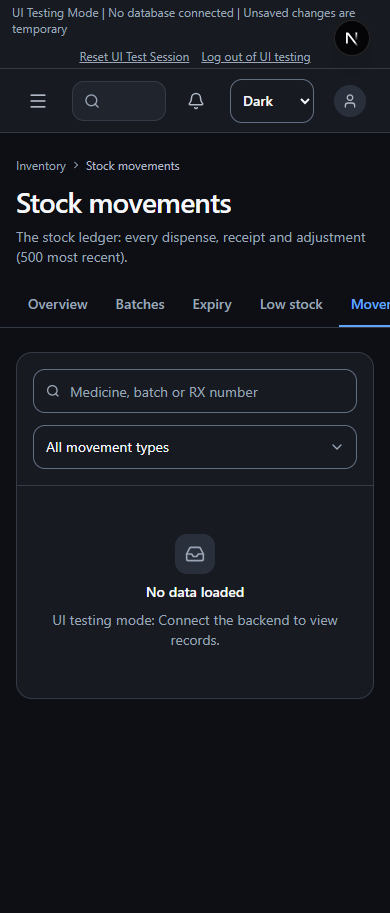 UI Testing Mode | No database connected | Unsaved changes are
temporary
N
Reset UI Test Session Log out of UI testing
Dark
Inventory > Stock movements
Stock movements
The stock ledger: every dispense, receipt and adjustment
(500 most recent).
Overview Batches Expiry Low stock Mover
Medicine, batch or RX number
All movement types
No data loaded
UI testing mode: Connect the backend to view
records.